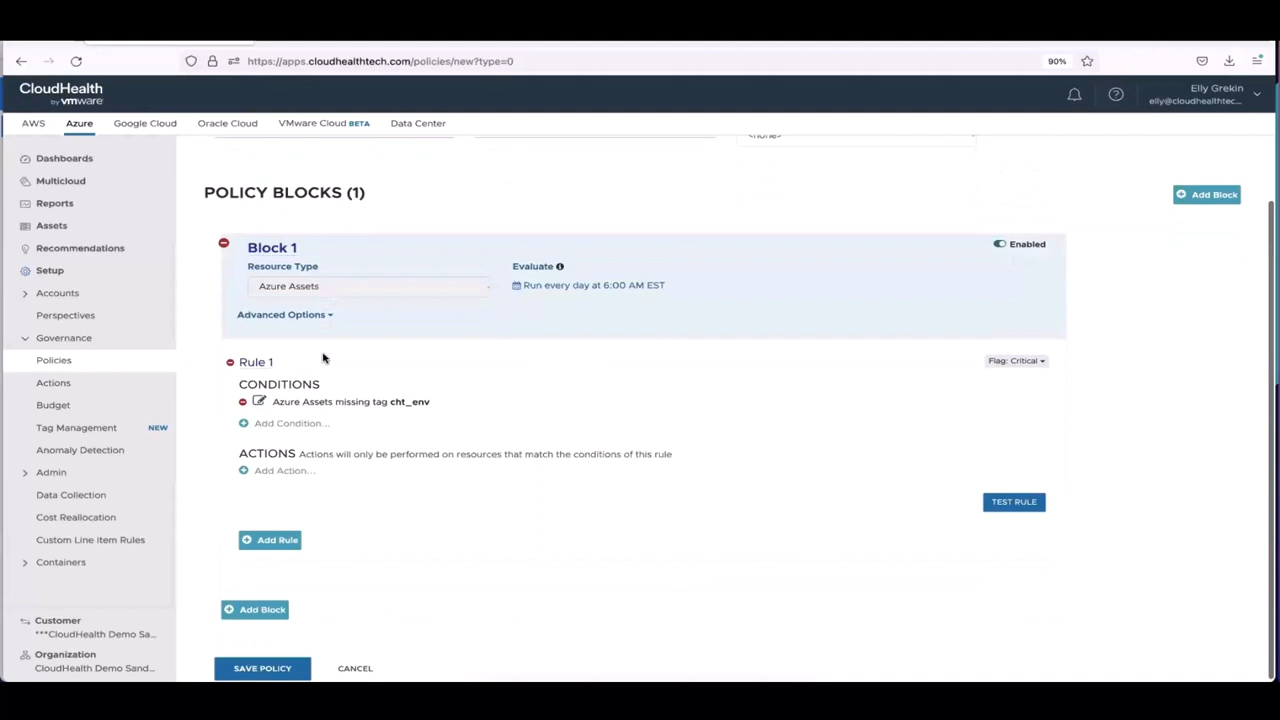 https://apps.cloudhealthtech.com/policies/new?type=0
90%
CloudHealth
by vmware
Elly Grekin
elly@cloudhealthtec...
AWS
Azure
Google Cloud
Oracle Cloud
VMware Cloud BETA
Data Center
Dashboards
Multicloud
Reports
Assets
Recommendations
Setup
Accounts
Perspectives
Governance
Policies
Actions
Budget
Tag Management NEW
Anomaly Detection
Admin
Data Collection
Cost Reallocation
Custom Line Item Rules
Containers
Customer
***CloudHealth Demo Sa...
Organization
CloudHealth Demo Sand...
<none>
POLICY BLOCKS (1)
Add Block
Block 1
Enabled
Resource Type
Evaluate
Azure Assets
Run every day at 6:00 AM EST
Advanced Options
Rule 1
Flag: Critical
CONDITIONS
Azure Assets missing tag cht_env
Add Condition...
ACTIONS Actions will only be performed on resources that match the conditions of this rule
Add Action...
TEST RULE
Add Rule
Add Block
SAVE POLICY
CANCEL